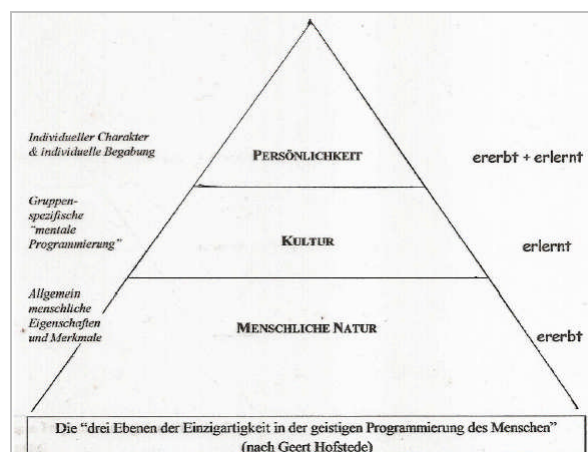 Individueller Charakter
& individuelle Begabung
PERSÖNLICHKEIT
ererbt + erlernt
Gruppen-
spezifische
"mentale
Programmierung"
KULTUR
erlernt
Allgemein
menschliche
Eigenschaften
und Merkmale
MENSCHLICHE NATUR
ererbt
Die "drei Ebenen der Einzigartigkeit in der geistigen Programmierung des Menschen"
(nach Geert Hofstede)